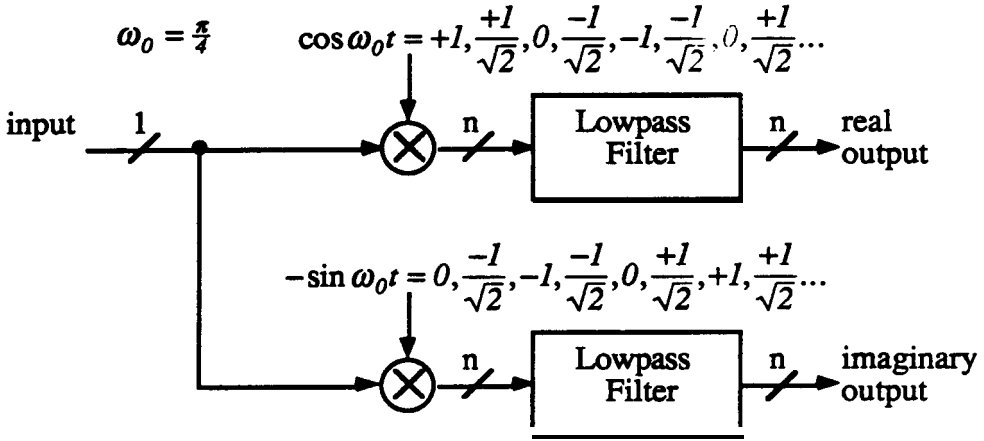 ω₀ = π/4
cos ω₀t = +1, +1/√2, 0, -1/√2, -1, -1/√2, 0, +1/√2...
input
1
n
Lowpass
Filter
n
real
output
-sin ω₀t = 0, -1/√2, -1, -1/√2, 0, +1/√2, +1, +1/√2...
n
Lowpass
Filter
n
imaginary
output